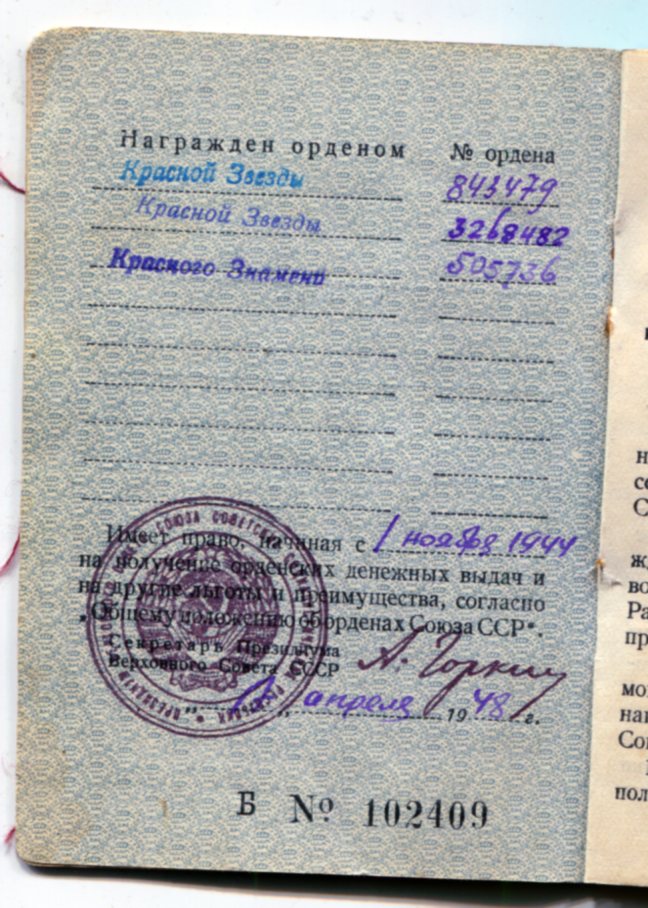 Награжден орденом № ордена
Красной Звезды 843479
Красной Звезды 3268482
Красного Знамени 505736
Имеет право, начиная с 1 ноября 1944
на получение орденских денежных выдач и
на другие льготы и преимущества, согласно
„Общему положению об орденах Союза ССР“.
Секретарь Президиума
Верховного Совета СССР А. Горкин
апреля 1948 г.
Б № 102409